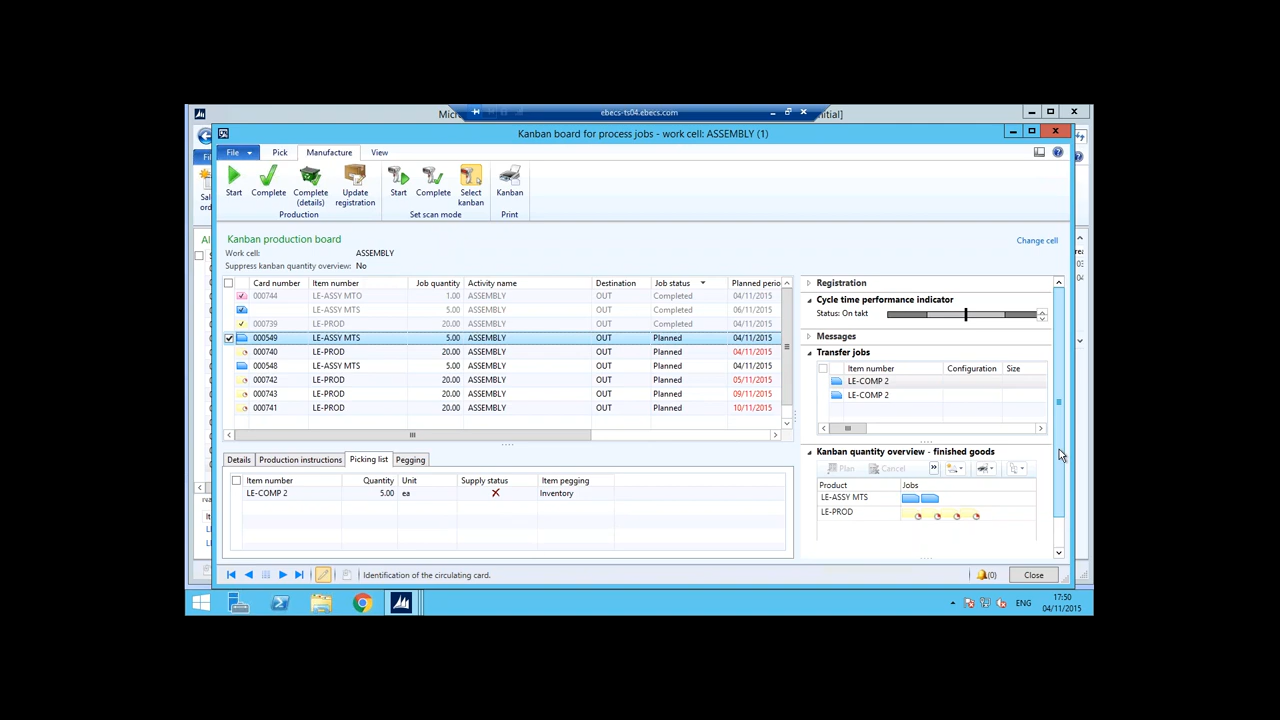 Micr
ebecs-ts04.ebecs.com
nitial]
Kanban board for process jobs - work cell: ASSEMBLY (1)
File Pick Manufacture View
Start Complete Complete (details) Update registration Start Complete Select kanban Kanban
Production Set scan mode Print
Kanban production board
Work cell: ASSEMBLY Change cell
Suppress kanban quantity overview: No
Card number Item number Job quantity Activity name Destination Job status Planned perio
000744 LE-ASSY MTO 1.00 ASSEMBLY OUT Completed 04/11/2015
LE-ASSY MTS 5.00 ASSEMBLY OUT Completed 06/11/2015
000739 LE-PROD 20.00 ASSEMBLY OUT Completed 04/11/2015
000549 LE-ASSY MTS 5.00 ASSEMBLY OUT Planned 04/11/2015
000740 LE-PROD 20.00 ASSEMBLY OUT Planned 04/11/2015
000548 LE-ASSY MTS 5.00 ASSEMBLY OUT Planned 04/11/2015
000742 LE-PROD 20.00 ASSEMBLY OUT Planned 05/11/2015
000743 LE-PROD 20.00 ASSEMBLY OUT Planned 09/11/2015
000741 LE-PROD 20.00 ASSEMBLY OUT Planned 10/11/2015
Details Production instructions Picking list Pegging
Item number Quantity Unit Supply status Item pegging
LE-COMP 2 5.00 ea Inventory
Registration
Cycle time performance indicator
Status: On takt
Messages
Transfer jobs
Item number Configuration Size
LE-COMP 2
LE-COMP 2
Kanban quantity overview - finished goods
Plan Cancel
Product Jobs
LE-ASSY MTS
LE-PROD
Identification of the circulating card. (0) Close
ENG 17:50
04/11/2015